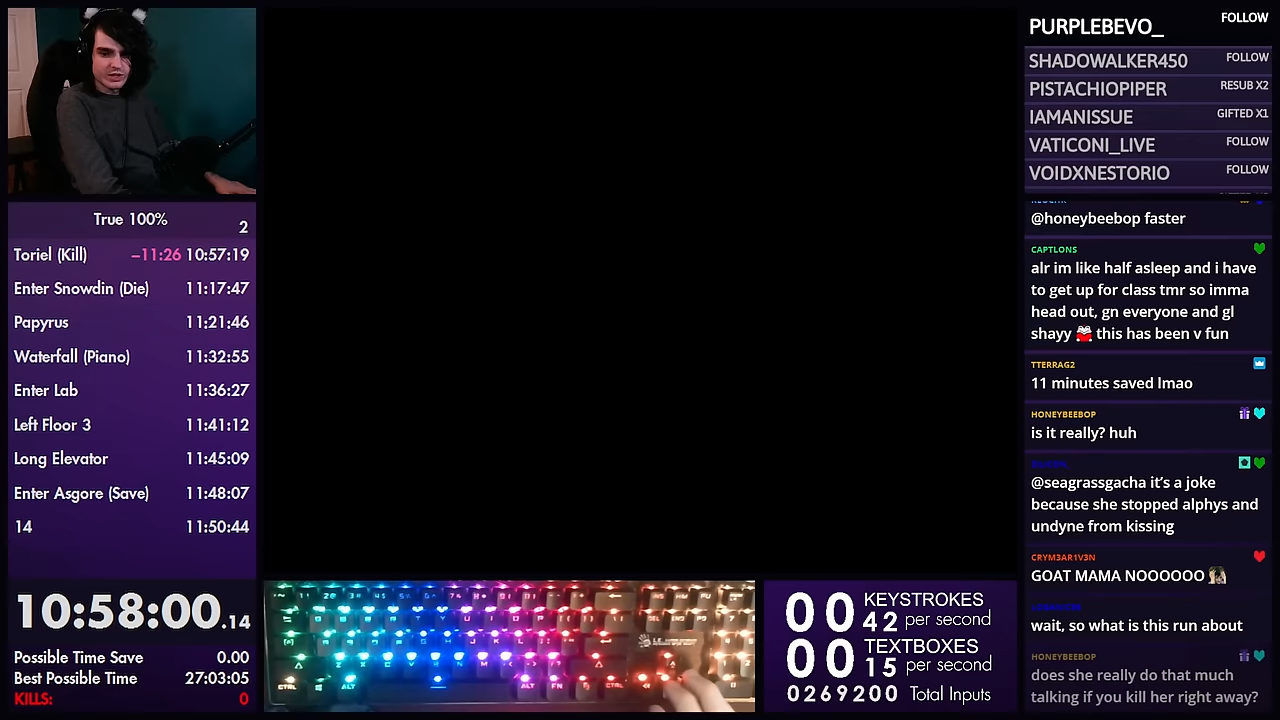 True 100%
2
Toriel (Kill) −11:26 10:57:19
Enter Snowdin (Die) 11:17:47
Papyrus 11:21:46
Waterfall (Piano) 11:32:55
Enter Lab 11:36:27
Left Floor 3 11:41:12
Long Elevator 11:45:09
Enter Asgore (Save) 11:48:07
14 11:50:44
10:58:00.14
Possible Time Save 0.00
Best Possible Time 27:03:05
KILLS: 0
00 42 KEYSTROKES per second
00 15 TEXTBOXES per second
0269200 Total Inputs
PURPLEBEVO_ FOLLOW
SHADOWALKER450 FOLLOW
PISTACHIOPIPER RESUB X2
IAMANISSUE GIFTED X1
VATICONI_LIVE FOLLOW
VOIDXNESTORIO FOLLOW
@honeybeebop faster
CAPTLONS
alr im like half asleep and i have
to get up for class tmr so imma
head out, gn everyone and gl
shayy this has been v fun
TTERRAG2
11 minutes saved lmao
HONEYBEEBOP
is it really? huh
@seagrassgacha it's a joke
because she stopped alphys and
undyne from kissing
CRYM3AR1V3N
GOAT MAMA NOOOOOO
wait, so what is this run about
HONEYBEEBOP
does she really do that much
talking if you kill her right away?